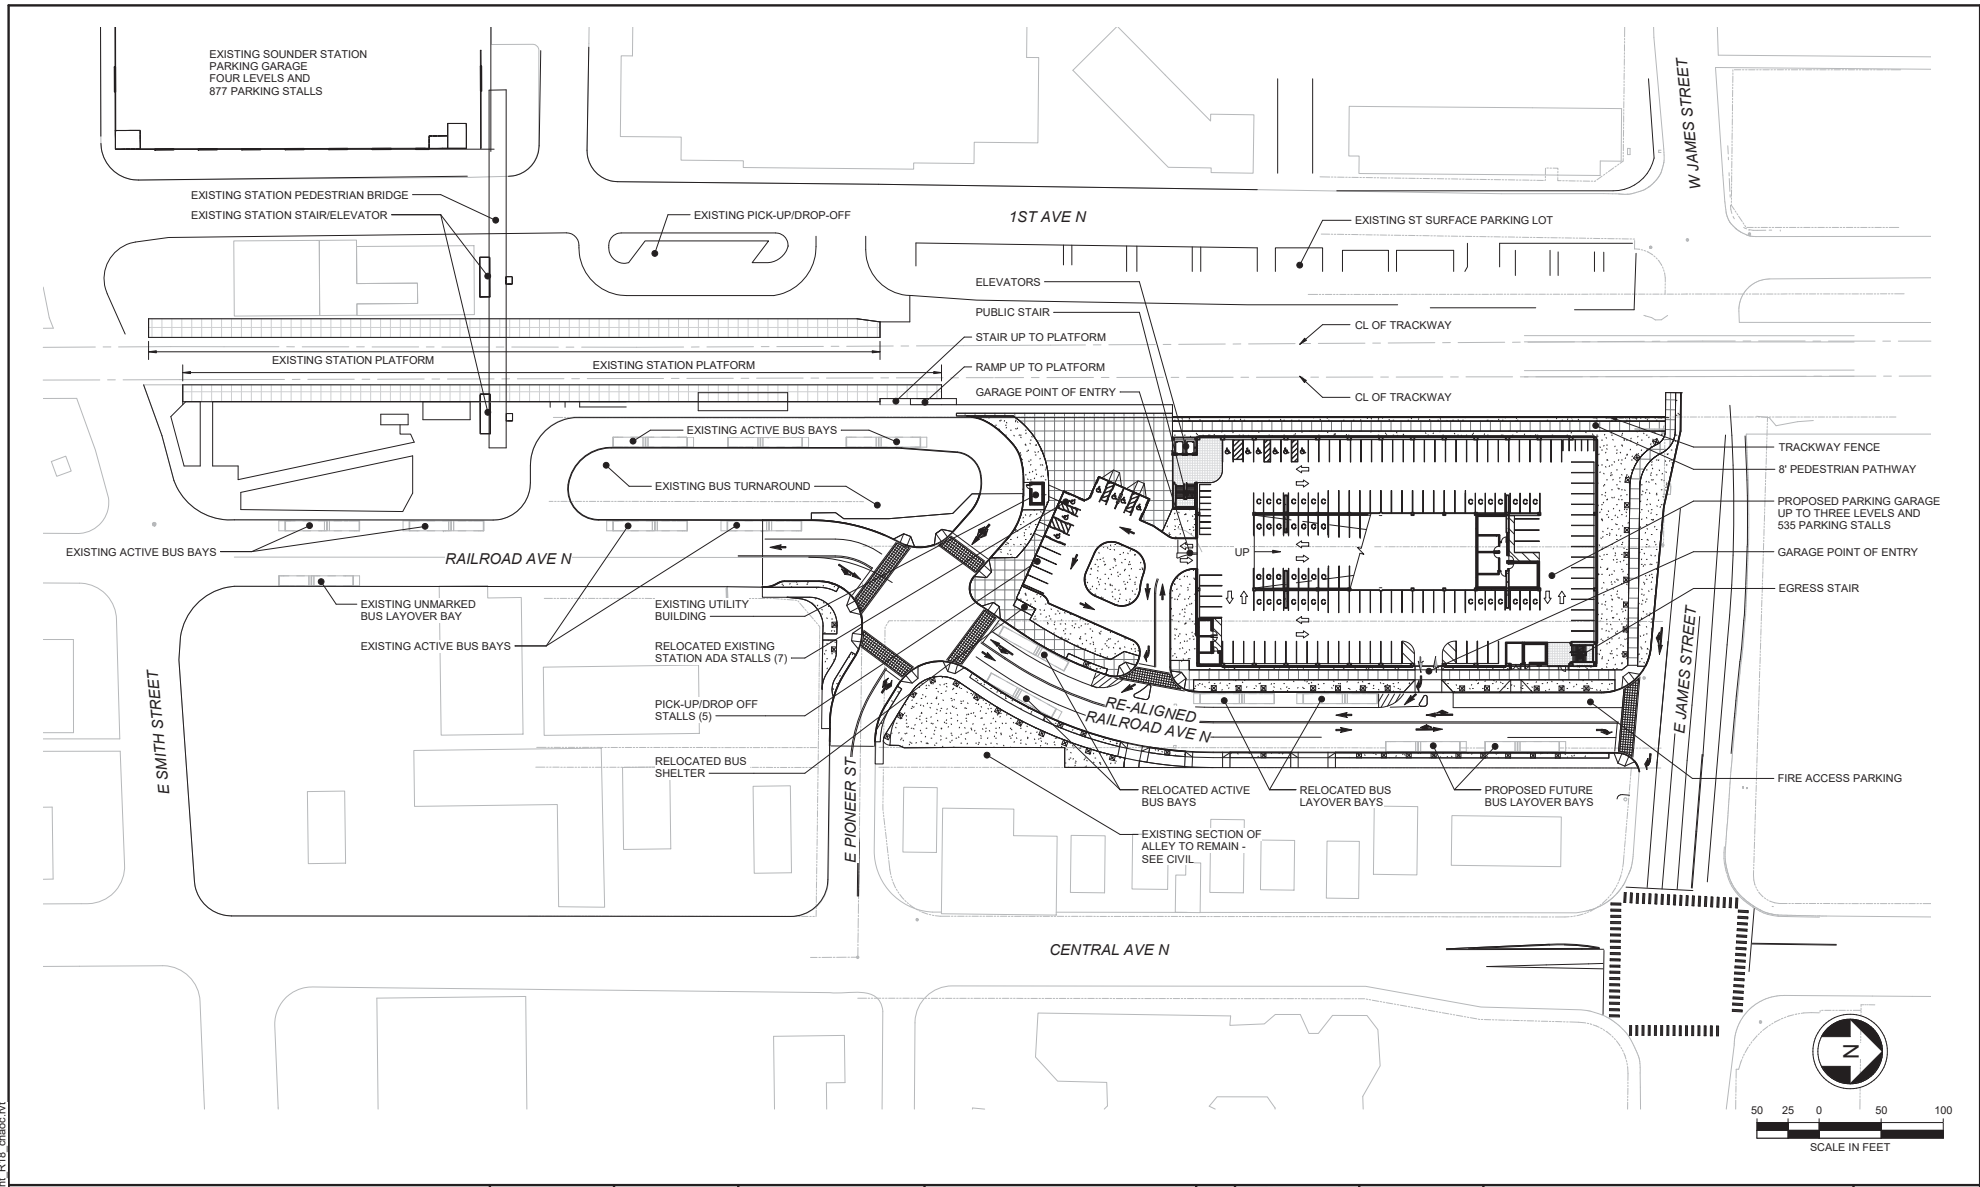 EXISTING SOUNDER STATION
PARKING GARAGE
FOUR LEVELS AND
877 PARKING STALLS
W JAMES STREET
EXISTING STATION PEDESTRIAN BRIDGE
EXISTING STATION STAIR/ELEVATOR
EXISTING PICK-UP/DROP-OFF
1ST AVE N
EXISTING ST SURFACE PARKING LOT
ELEVATORS
PUBLIC STAIR
STAIR UP TO PLATFORM
RAMP UP TO PLATFORM
GARAGE POINT OF ENTRY
CL OF TRACKWAY
CL OF TRACKWAY
EXISTING STATION PLATFORM
EXISTING STATION PLATFORM
EXISTING ACTIVE BUS BAYS
EXISTING BUS TURNAROUND
TRACKWAY FENCE
8' PEDESTRIAN PATHWAY
PROPOSED PARKING GARAGE
UP TO THREE LEVELS AND
535 PARKING STALLS
GARAGE POINT OF ENTRY
EGRESS STAIR
UP
EXISTING ACTIVE BUS BAYS
RAILROAD AVE N
EXISTING UNMARKED
BUS LAYOVER BAY
EXISTING ACTIVE BUS BAYS
EXISTING UTILITY
BUILDING
RELOCATED EXISTING
STATION ADA STALLS (7)
PICK-UP/DROP OFF
STALLS (5)
RELOCATED BUS
SHELTER
E SMITH STREET
E PIONEER ST
RE-ALIGNED
RAILROAD AVE N
E JAMES STREET
E JAMES STREET
FIRE ACCESS PARKING
RELOCATED ACTIVE
BUS BAYS
RELOCATED BUS
LAYOVER BAYS
PROPOSED FUTURE
BUS LAYOVER BAYS
EXISTING SECTION OF
ALLEY TO REMAIN -
SEE CIVIL
CENTRAL AVE N
N
50 25 0 50 100
SCALE IN FEET